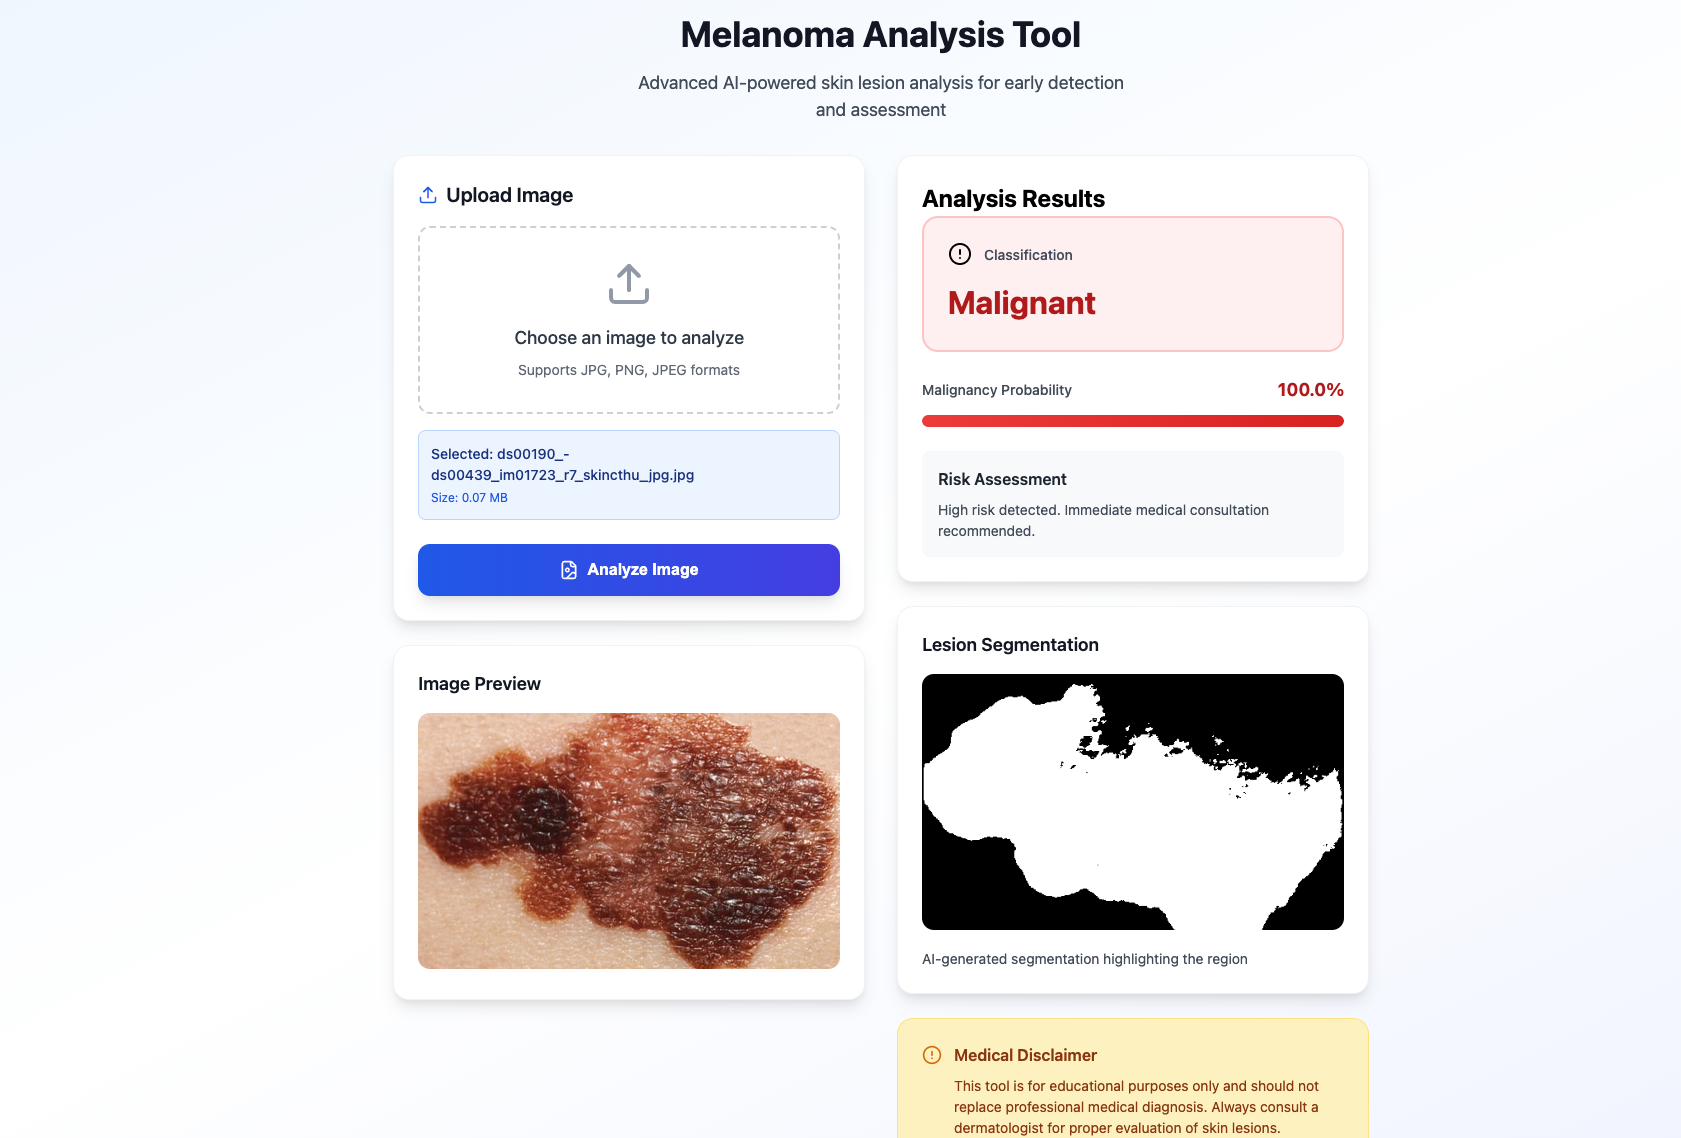 Melanoma Analysis Tool
Advanced AI-powered skin lesion analysis for early detection
and assessment
Upload Image
Choose an image to analyze
Supports JPG, PNG, JPEG formats
Selected: ds00190_-
ds00439_im01723_r7_skincthu_jpg.jpg
Size: 0.07 MB
Analyze Image
Image Preview
Analysis Results
Classification
Malignant
Malignancy Probability
100.0%
Risk Assessment
High risk detected. Immediate medical consultation
recommended.
Lesion Segmentation
AI-generated segmentation highlighting the region
Medical Disclaimer
This tool is for educational purposes only and should not
replace professional medical diagnosis. Always consult a
dermatologist for proper evaluation of skin lesions.